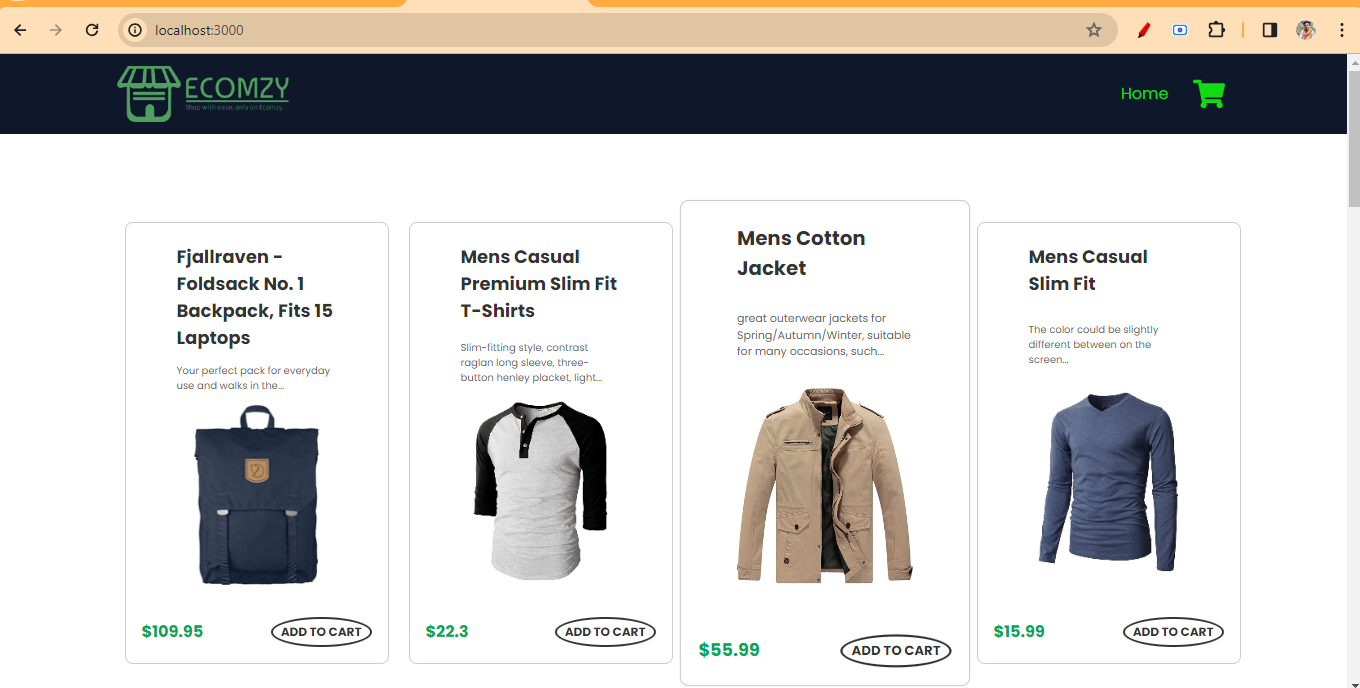 localhost:3000
ECOMZY
Shop with ease, only on Ecomzy.
Home
Fjallraven -
Foldsack No. 1
Backpack, Fits 15
Laptops
Your perfect pack for everyday
use and walks in the...
$109.95
ADD TO CART
Mens Casual
Premium Slim Fit
T-Shirts
Slim-fitting style, contrast
raglan long sleeve, three-
button henley placket, light...
$22.3
ADD TO CART
Mens Cotton
Jacket
great outerwear jackets for
Spring/Autumn/Winter, suitable
for many occasions, such...
$55.99
ADD TO CART
Mens Casual
Slim Fit
The color could be slightly
different between on the
screen...
$15.99
ADD TO CART